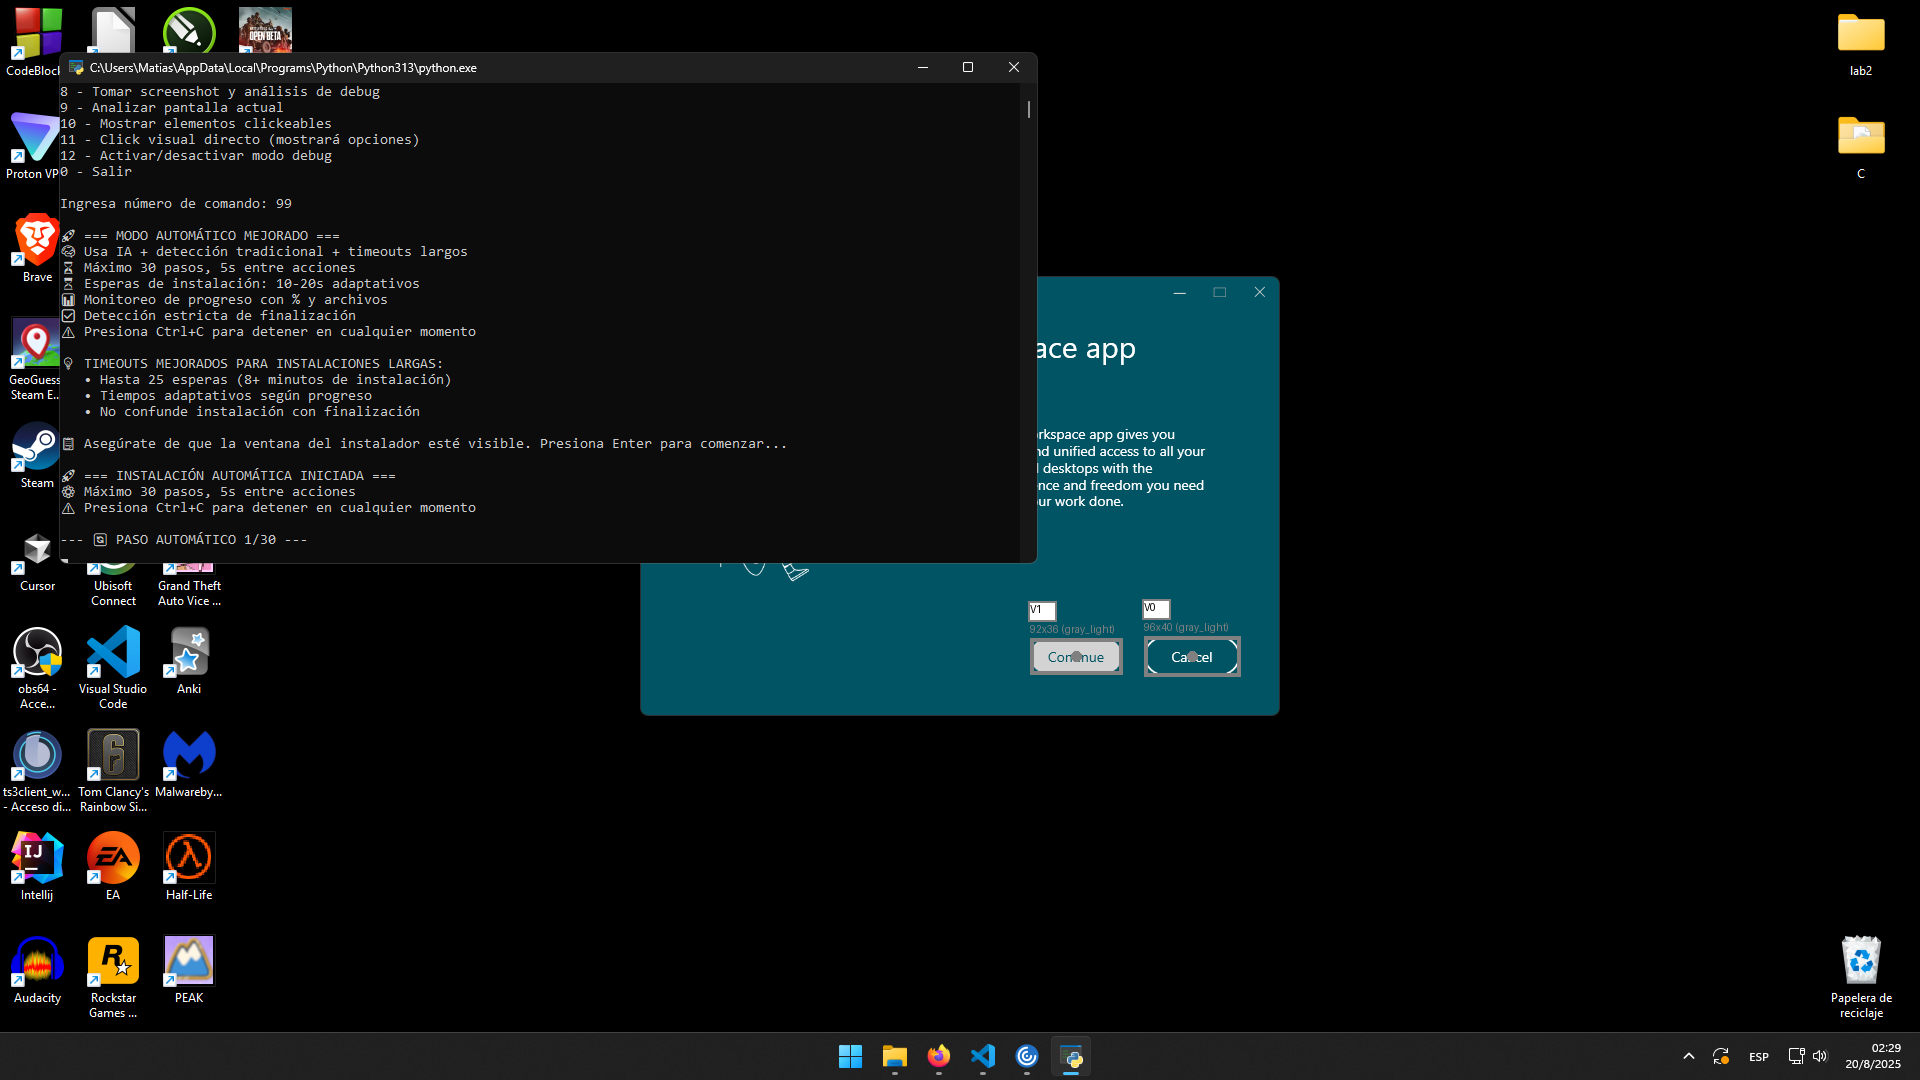 CodeBlock
Proton VP
Brave
GeoGuess
Steam E...
Steam
Cursor
Ubisoft
Connect
Grand Theft
Auto Vice ...
obs64 -
Acce...
Visual Studio
Code
Anki
ts3client_w...
- Acceso di...
Tom Clancy's
Rainbow Si...
Malwareby...
IJ
Intellij
EA
EA
Half-Life
Audacity
Rockstar
Games ...
PEAK
OPEN BETA
C:\Users\Matias\AppData\Local\Programs\Python\Python313\python.exe
8 - Tomar screenshot y análisis de debug
9 - Analizar pantalla actual
10 - Mostrar elementos clickeables
11 - Click visual directo (mostrará opciones)
12 - Activar/desactivar modo debug
0 - Salir
Ingresa número de comando: 99
=== MODO AUTOMÁTICO MEJORADO ===
Usa IA + detección tradicional + timeouts largos
Máximo 30 pasos, 5s entre acciones
Esperas de instalación: 10-20s adaptativos
Monitoreo de progreso con % y archivos
Detección estricta de finalización
Presiona Ctrl+C para detener en cualquier momento
TIMEOUTS MEJORADOS PARA INSTALACIONES LARGAS:
• Hasta 25 esperas (8+ minutos de instalación)
• Tiempos adaptativos según progreso
• No confunde instalación con finalización
Asegúrate de que la ventana del instalador esté visible. Presiona Enter para comenzar...
=== INSTALACIÓN AUTOMÁTICA INICIADA ===
Máximo 30 pasos, 5s entre acciones
Presiona Ctrl+C para detener en cualquier momento
--- PASO AUTOMÁTICO 1/30 ---
ace app
rkspace app gives you
nd unified access to all your
l desktops with the
nce and freedom you need
ur work done.
V1
92x36 (gray_light)
Continue
V0
96x40 (gray_light)
Cancel
lab2
C
Papelera de
reciclaje
ESP
02:29
20/8/2025